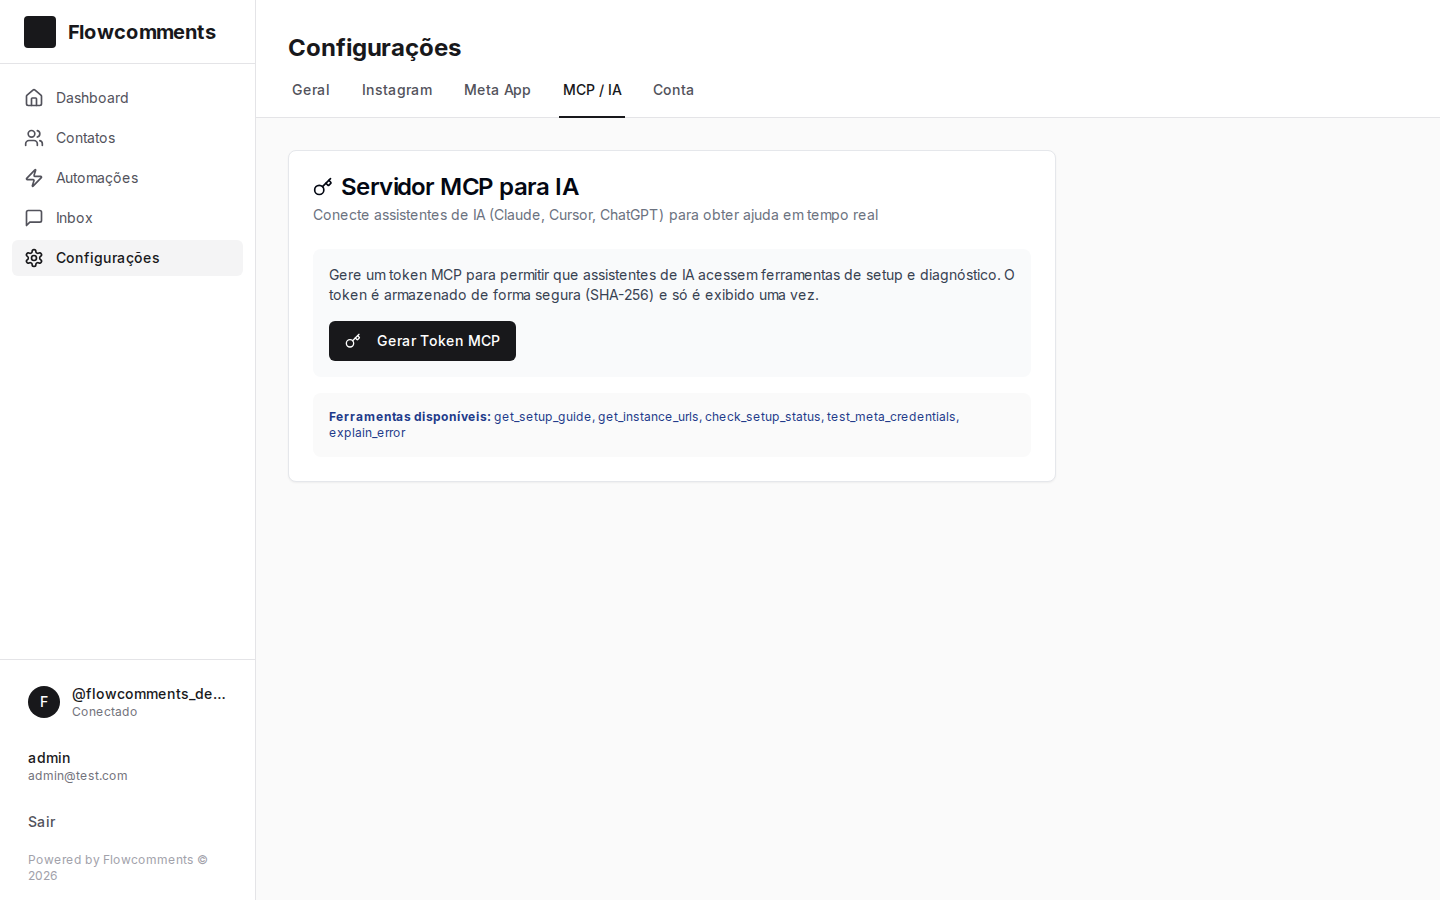 Flowcomments
Dashboard
Contatos
Automações
Inbox
Configurações
F
@flowcomments_de...
Conectado
admin
admin@test.com
Sair
Powered by Flowcomments ©
2026
Configurações
Geral
Instagram
Meta App
MCP / IA
Conta
Servidor MCP para IA
Conecte assistentes de IA (Claude, Cursor, ChatGPT) para obter ajuda em tempo real
Gere um token MCP para permitir que assistentes de IA acessem ferramentas de setup e diagnóstico. O
token é armazenado de forma segura (SHA-256) e só é exibido uma vez.
Gerar Token MCP
Ferramentas disponíveis: get_setup_guide, get_instance_urls, check_setup_status, test_meta_credentials,
explain_error